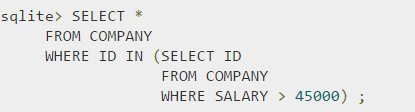 sqlite> SELECT *
     FROM COMPANY
     WHERE ID IN (SELECT ID
                  FROM COMPANY
                  WHERE SALARY > 45000) ;